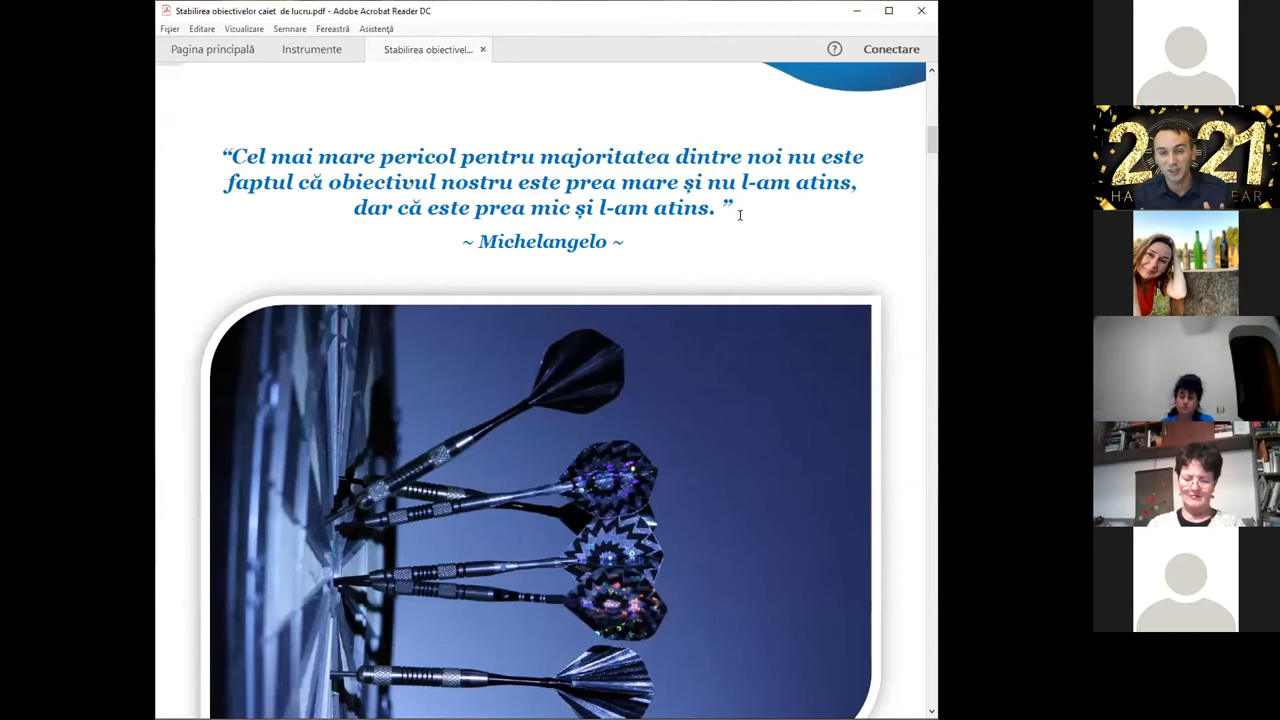 Stabilirea obiectivelor caiet de lucru.pdf - Adobe Acrobat Reader DC
Fișier Editare Vizualizare Semnare Fereastră Asistență
Pagina principală Instrumente Stabilirea obiectivel... × ? Conectare
“Cel mai mare pericol pentru majoritatea dintre noi nu este
faptul că obiectivul nostru este prea mare și nu l-am atins,
dar că este prea mic și l-am atins. ”
~ Michelangelo ~
2021